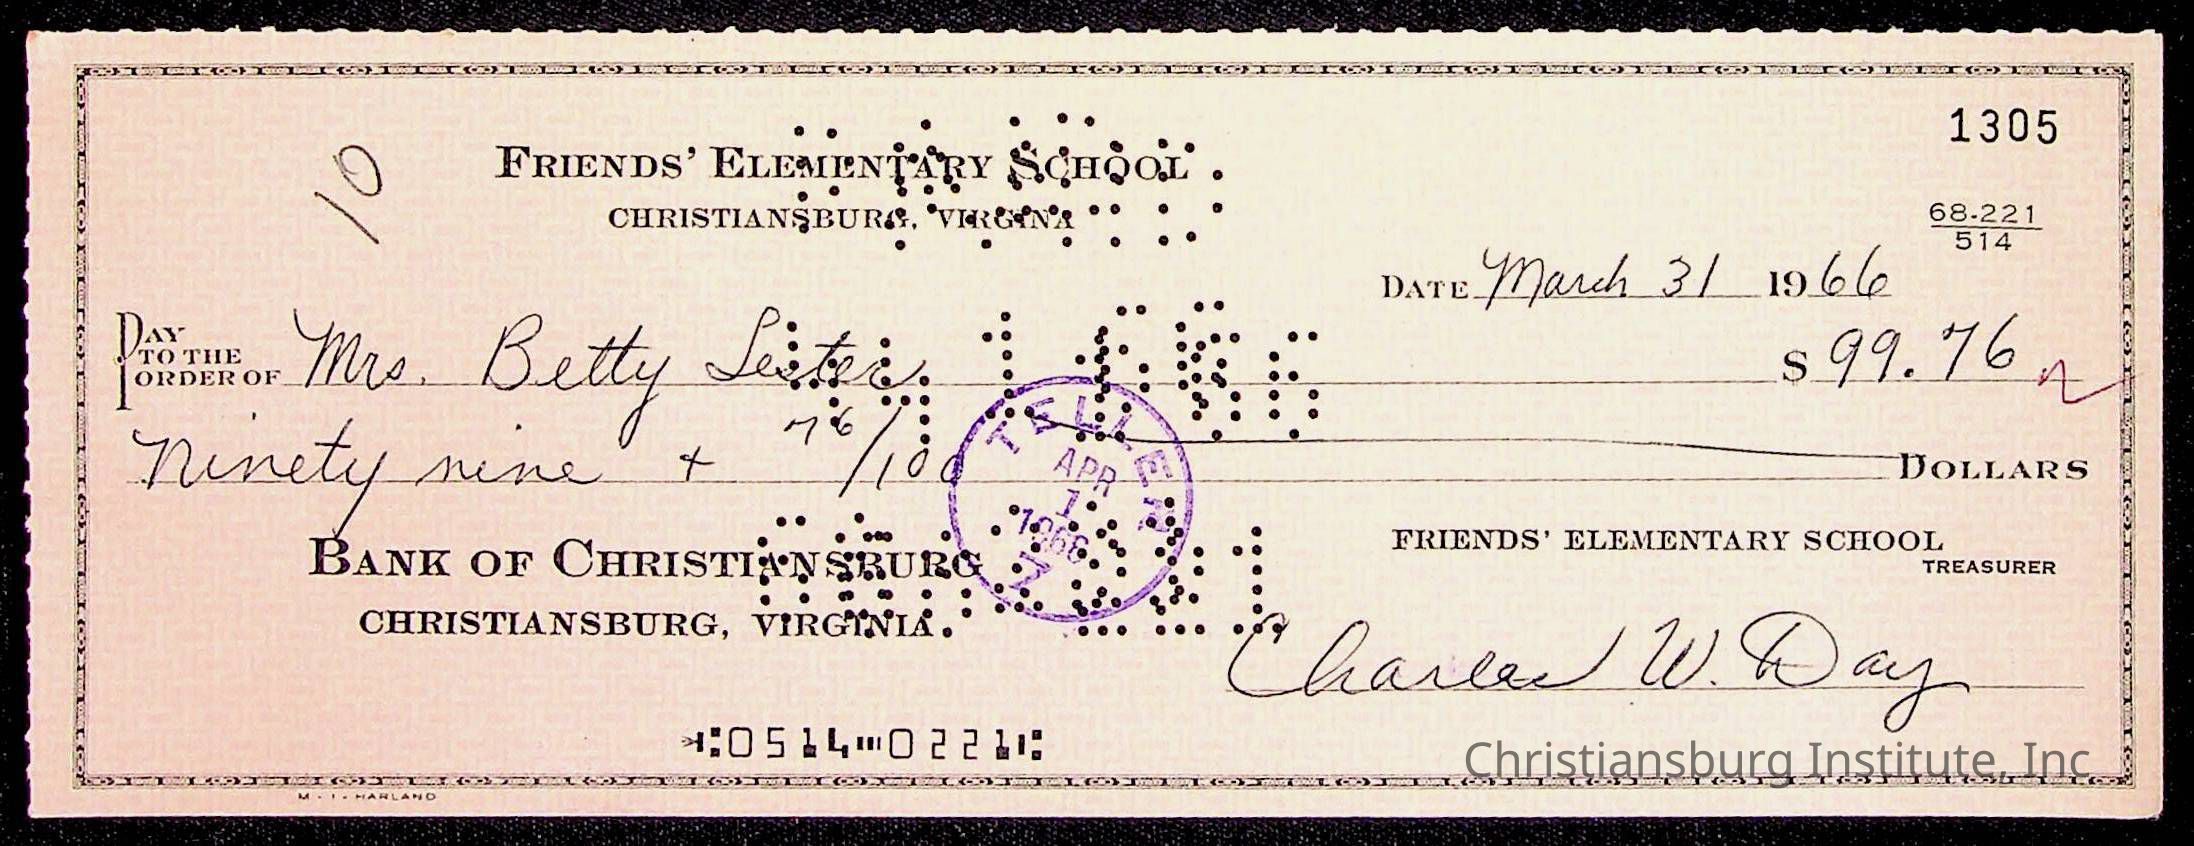 1305
10
FRIENDS' ELEMENTARY SCHOOL
CHRISTIANSBURG, VIRGINA
68-221
514
DATE March 31 1966
PAY TO THE ORDER OF Mrs. Betty Lester $ 99.76
Ninety nine + 76/100 DOLLARS
TELLER
APR
1
1966
BANK OF CHRISTIANSBURG
CHRISTIANSBURG, VIRGINIA.
FRIENDS' ELEMENTARY SCHOOL
TREASURER
Charles W. Day
⑆0514⑉0221⑆
Christiansburg Institute, Inc